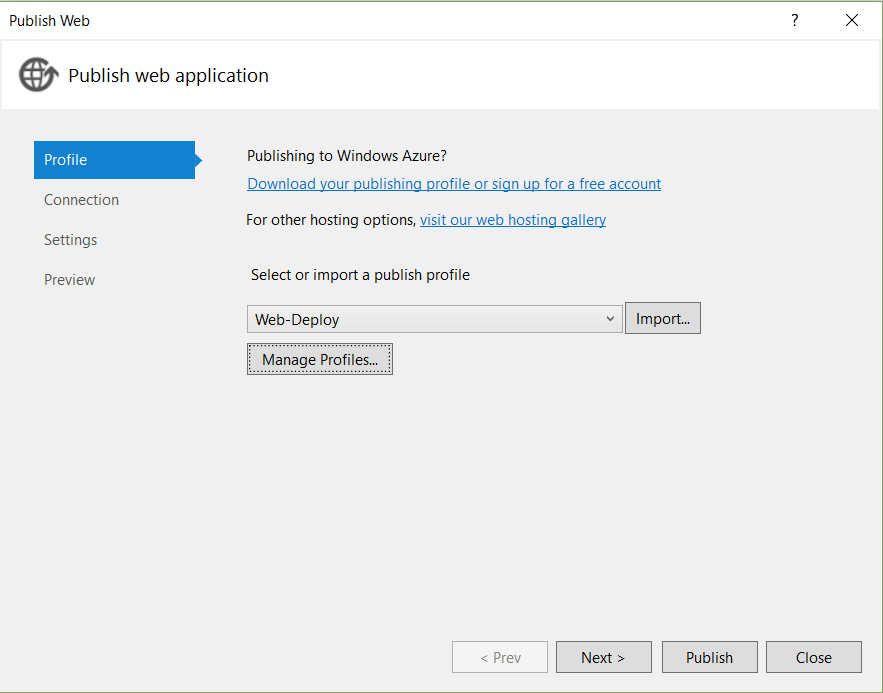 Publish Web
?
Publish web application
Profile
Connection
Settings
Preview
Publishing to Windows Azure?
Download your publishing profile or sign up for a free account
For other hosting options, visit our web hosting gallery
Select or import a publish profile
Web-Deploy
Import...
Manage Profiles...
< Prev
Next >
Publish
Close